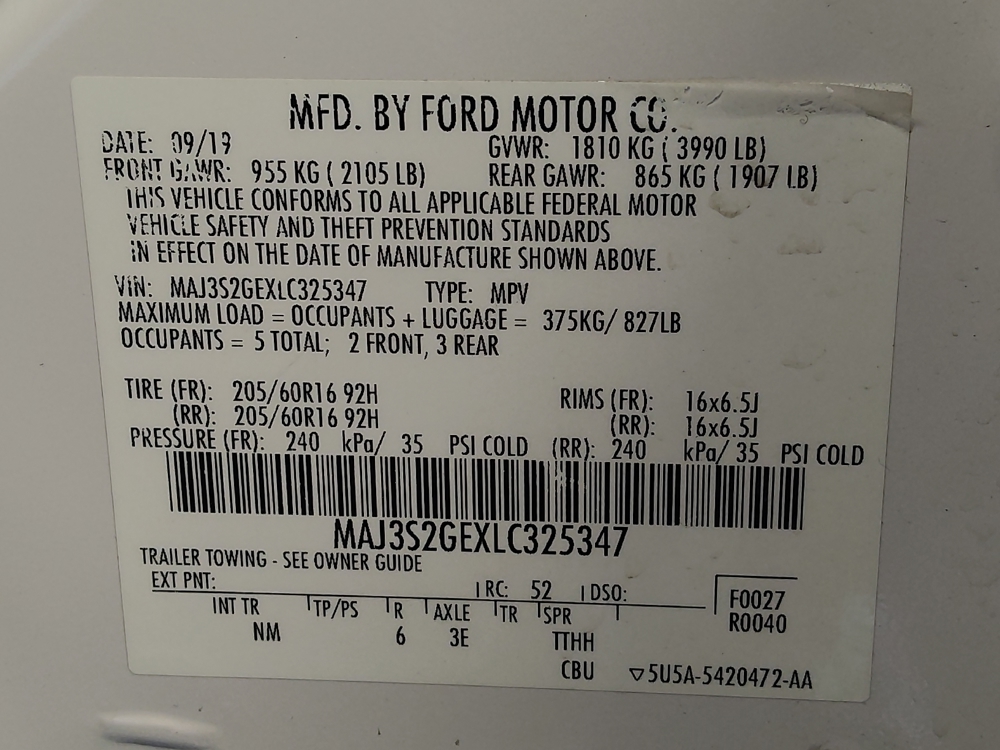 MFD. BY FORD MOTOR CO.
DATE: 09/19 GVWR: 1810 KG ( 3990 LB)
FRONT GAWR: 955 KG ( 2105 LB) REAR GAWR: 865 KG ( 1907 LB)
THIS VEHICLE CONFORMS TO ALL APPLICABLE FEDERAL MOTOR
VEHICLE SAFETY AND THEFT PREVENTION STANDARDS
IN EFFECT ON THE DATE OF MANUFACTURE SHOWN ABOVE.
VIN: MAJ3S2GEXLC325347 TYPE: MPV
MAXIMUM LOAD = OCCUPANTS + LUGGAGE = 375KG/ 827LB
OCCUPANTS = 5 TOTAL; 2 FRONT, 3 REAR
TIRE (FR): 205/60R16 92H RIMS (FR): 16x6.5J
(RR): 205/60R16 92H (RR): 16x6.5J
PRESSURE (FR): 240 kPa/ 35 PSI COLD (RR): 240 kPa/ 35 PSI COLD
MAJ3S2GEXLC325347
TRAILER TOWING - SEE OWNER GUIDE
EXT PNT: RC: 52 DSO: F0027
INT TR TP/PS R AXLE TR SPR R0040
NM 6 3E TTHH
CBU ▽5U5A-5420472-AA